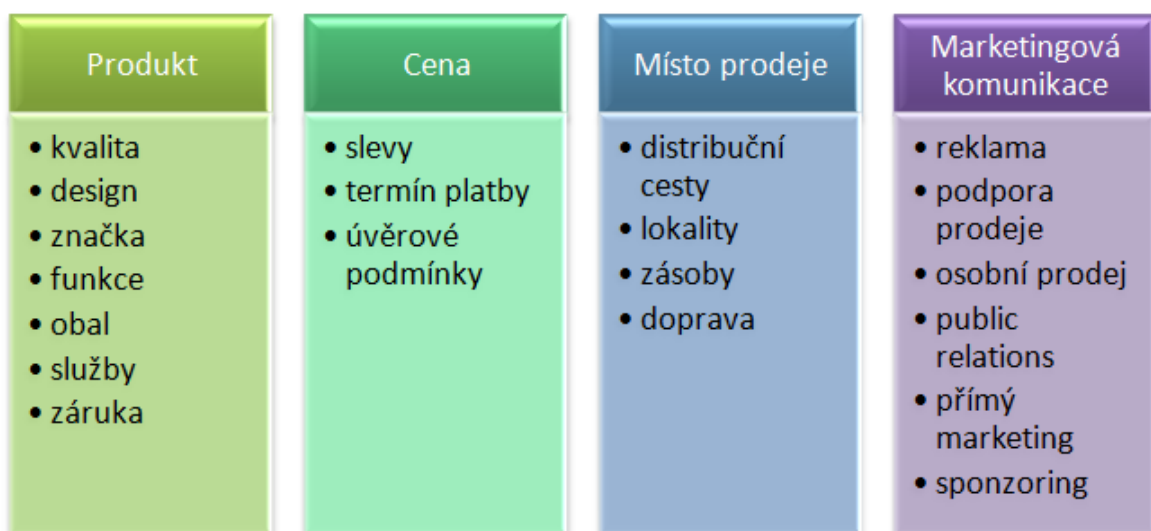 Produkt
• kvalita
• design
• značka
• funkce
• obal
• služby
• záruka
Cena
• slevy
• termín platby
• úvěrové
podmínky
Místo prodeje
• distribuční
cesty
• lokality
• zásoby
• doprava
Marketingová
komunikace
• reklama
• podpora
prodeje
• osobní prodej
• public
relations
• přímý
marketing
• sponzoring